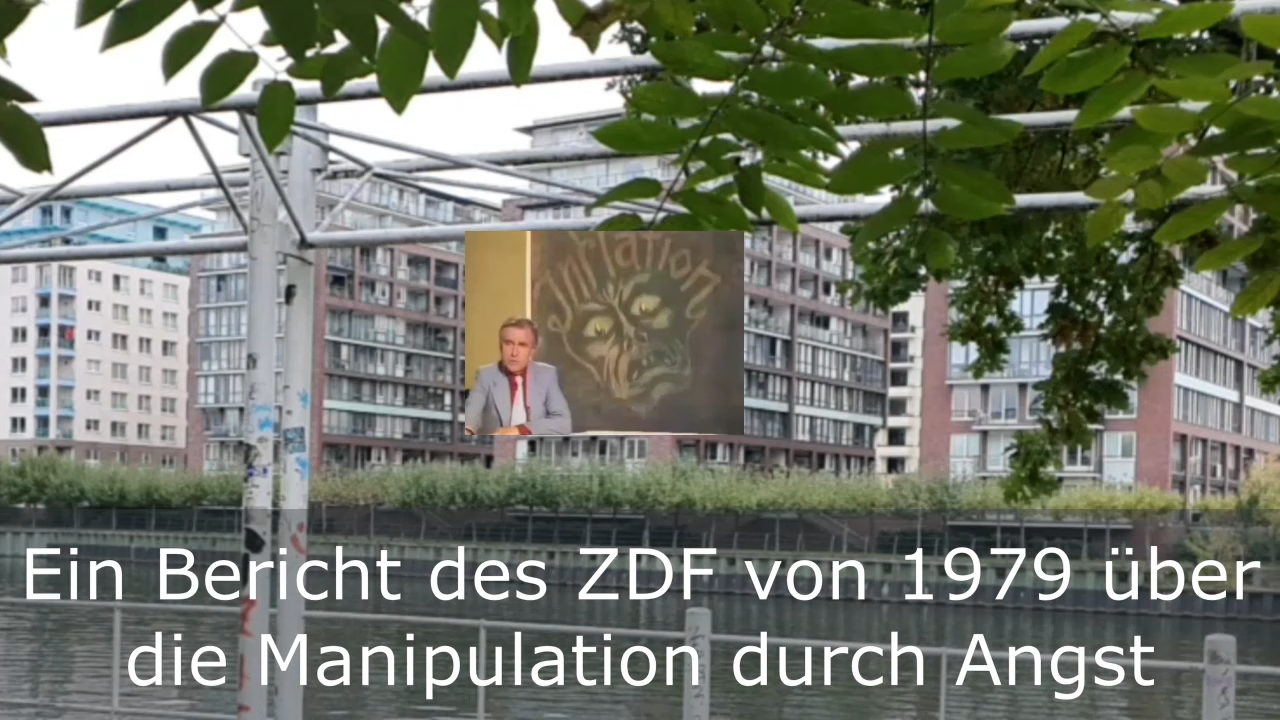 Inflation
Ein Bericht des ZDF von 1979 über
die Manipulation durch Angst